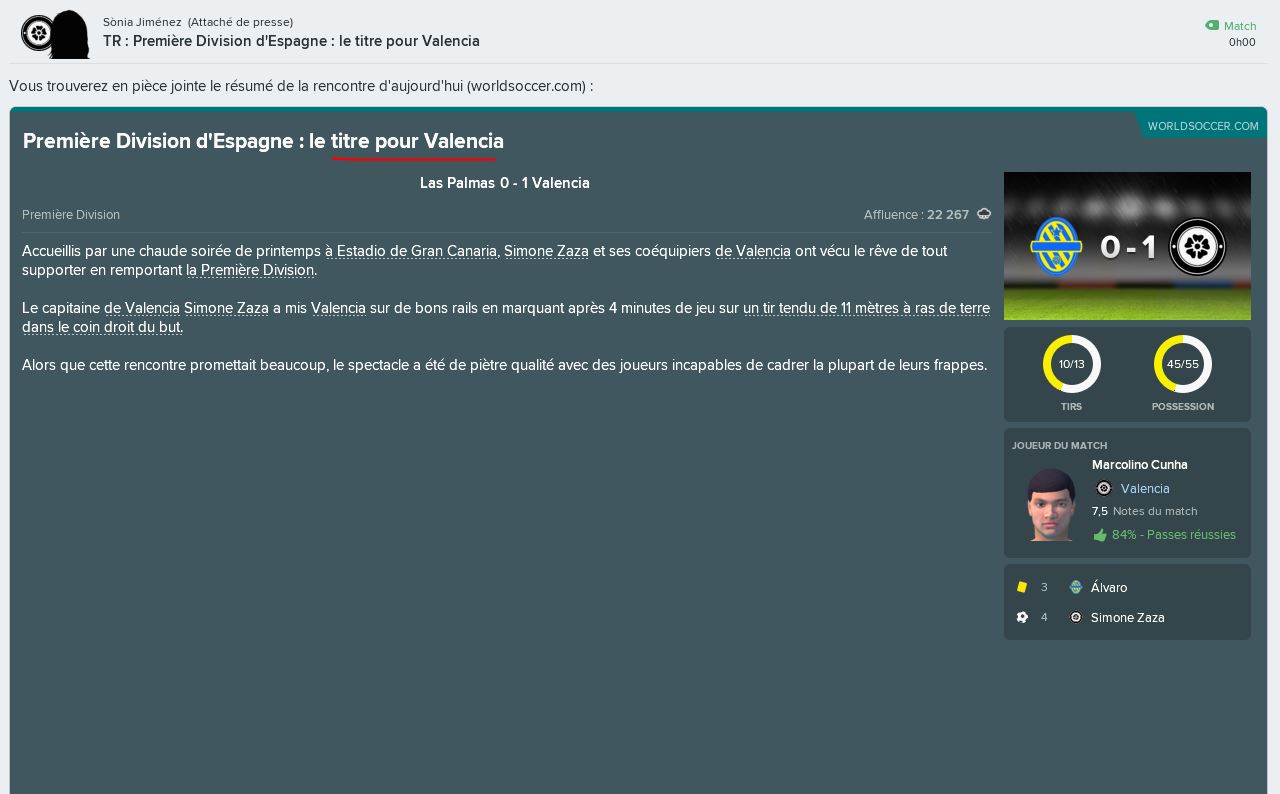 Sònia Jiménez (Attaché de presse)
TR : Première Division d'Espagne : le titre pour Valencia
Match
0h00
Vous trouverez en pièce jointe le résumé de la rencontre d'aujourd'hui (worldsoccer.com) :
WORLDSOCCER.COM
Première Division d'Espagne : le titre pour Valencia
Las Palmas 0 - 1 Valencia
Première Division
Affluence : 22 267
Accueillis par une chaude soirée de printemps à Estadio de Gran Canaria, Simone Zaza et ses coéquipiers de Valencia ont vécu le rêve de tout
supporter en remportant la Première Division.
Le capitaine de Valencia Simone Zaza a mis Valencia sur de bons rails en marquant après 4 minutes de jeu sur un tir tendu de 11 mètres à ras de terre
dans le coin droit du but.
Alors que cette rencontre promettait beaucoup, le spectacle a été de piètre qualité avec des joueurs incapables de cadrer la plupart de leurs frappes.
0 - 1
10/13
45/55
TIRS
POSSESSION
JOUEUR DU MATCH
Marcolino Cunha
Valencia
7,5 Notes du match
84% - Passes réussies
3 Álvaro
4 Simone Zaza